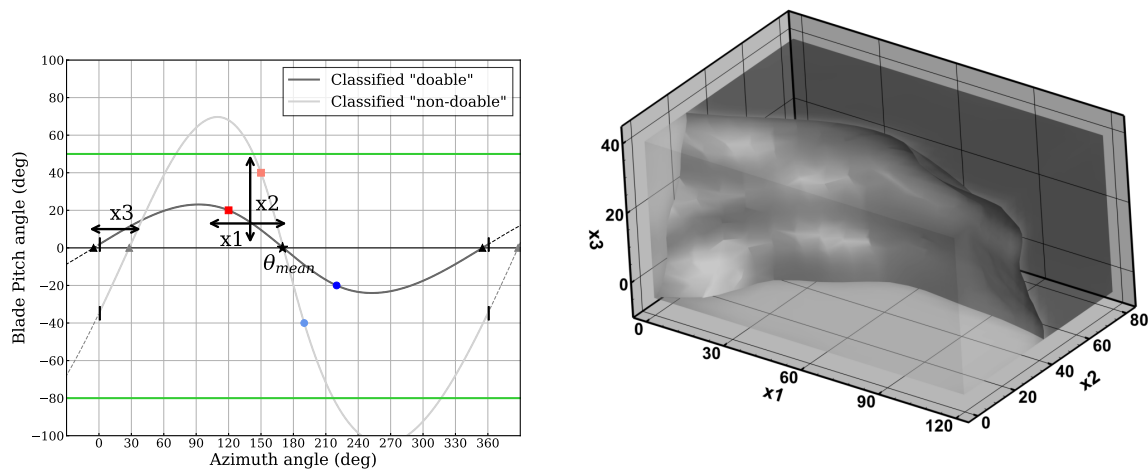 100
80
60
40
20
0
−20
−40
−60
−80
−100
Blade Pitch angle (deg)
Classified "doable"
Classified "non-doable"
x3
x2
x1
θmean
0 30 60 90 120 150 180 210 240 270 300 330 360
Azimuth angle (deg)
40
20
0
x3
0
30
60
90
120
x1
0
20
40
60
80
x2